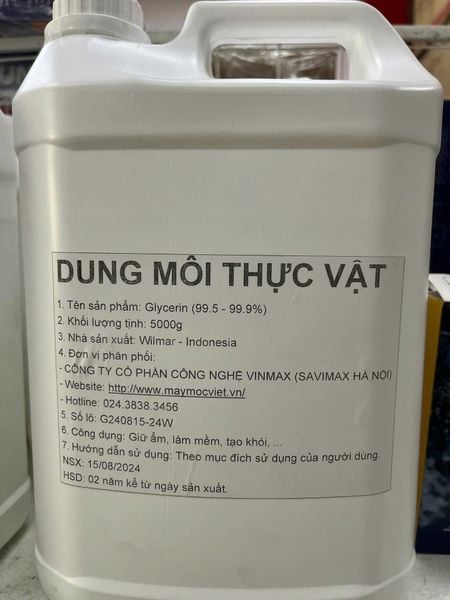 DUNG MÔI THỰC VẬT
1. Tên sản phẩm: Glycerin (99.5 - 99.9%)
2. Khối lượng tịnh: 5000g
3. Nhà sản xuất: Wilmar - Indonesia
4. Đơn vị phân phối:
- CÔNG TY CỔ PHẦN CÔNG NGHỆ VINMAX (SAVIMAX HÀ NỘI)
- Website: http://www.maymocviet.vn/
- Hotline: 024.3838.3456
5. Số lô: G240815-24W
6. Công dụng: Giữ ẩm, làm mềm, tạo khói, ...
7. Hướng dẫn sử dụng: Theo mục đích sử dụng của người dùng.
NSX: 15/08/2024
HSD: 02 năm kể từ ngày sản xuất.